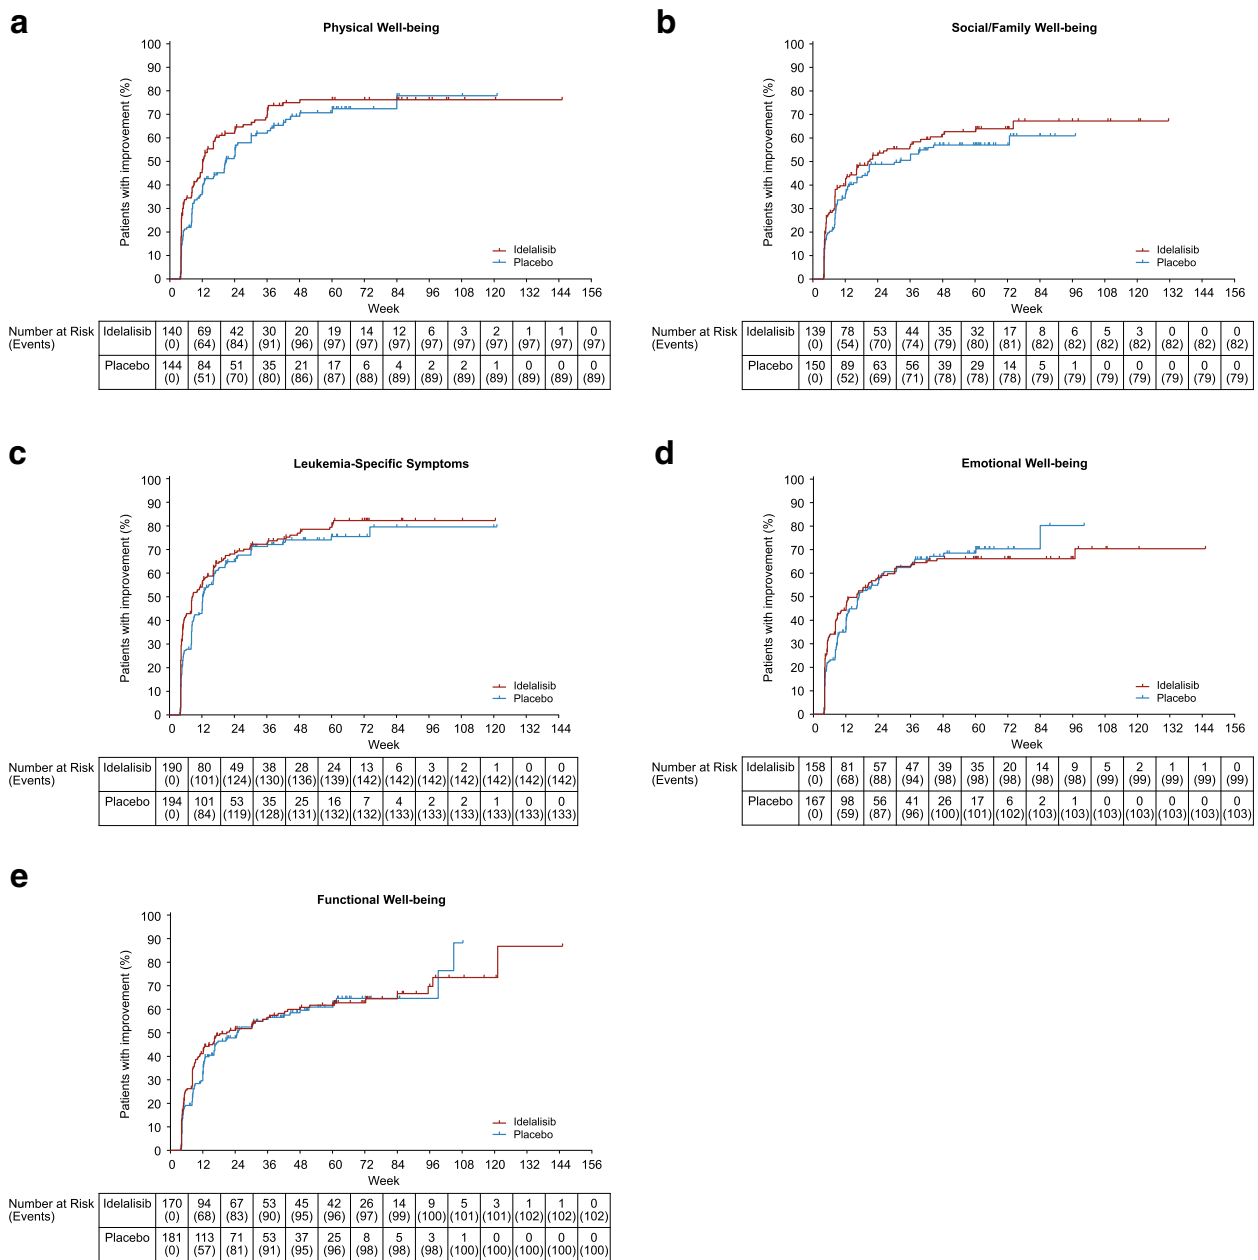 a
Physical Well-being
Patients with improvement (%)
100
90
80
70
60
50
40
30
20
10
0
Idelalisib
Placebo
0 12 24 36 48 60 72 84 96 108 120 144 156
Week
Number at Risk
(Events)
Idelalisib 140 69 42 30 20 19 14 12 6 3 2 1 1 0
(0) (64) (84) (91) (96) (97) (97) (97) (97) (97) (97) (97) (97) (97)
Placebo 144 84 51 35 21 17 6 4 2 2 1 0 0 0
(0) (51) (70) (80) (86) (87) (88) (89) (89) (89) (89) (89) (89) (89)
b
Social/Family Well-being
Patients with improvement (%)
100
90
80
70
60
50
40
30
20
10
0
Idelalisib
Placebo
0 12 24 36 48 60 72 84 96 108 120 132 144 156
Week
Number at Risk
(Events)
Idelalisib 139 78 53 44 35 32 17 8 6 5 3 0 0 0
(0) (54) (70) (74) (79) (80) (81) (82) (82) (82) (82) (82) (82) (82)
Placebo 150 89 63 56 39 29 14 5 1 0 0 0 0 0
(0) (52) (69) (71) (78) (78) (78) (79) (79) (79) (79) (79) (79) (79)
c
Leukemia-Specific Symptoms
Patients with improvement (%)
100
90
80
70
60
50
40
30
20
10
0
Idelalisib
Placebo
0 12 24 36 48 60 72 84 96 108 120 132 144
Week
Number at Risk
(Events)
Idelalisib 190 80 49 38 28 24 13 6 3 2 1 0 0
(0) (101) (124) (130) (136) (139) (142) (142) (142) (142) (142) (142) (142)
Placebo 194 101 53 35 25 16 7 4 2 2 1 0 0
(0) (84) (119) (128) (131) (132) (132) (133) (133) (133) (133) (133) (133)
d
Emotional Well-being
Patients with improvement (%)
100
90
80
70
60
50
40
30
20
10
0
Idelalisib
Placebo
0 12 24 36 48 60 72 84 96 108 120 132 144 156
Week
Number at Risk
(Events)
Idelalisib 158 81 57 47 39 35 20 14 9 5 2 1 1 0
(0) (68) (88) (94) (98) (98) (98) (98) (98) (99) (99) (99) (99) (99)
Placebo 167 98 56 41 26 17 6 2 1 0 0 0 0 0
(0) (59) (87) (96) (100) (101) (102) (103) (103) (103) (103) (103) (103) (103)
e
Functional Well-being
Patients with improvement (%)
100
90
80
70
60
50
40
30
20
10
0
Idelalisib
Placebo
0 12 24 36 48 60 72 84 96 108 120 132 144 156
Week
Number at Risk
(Events)
Idelalisib 170 94 67 53 45 42 26 14 9 5 3 1 1 0
(0) (68) (83) (90) (95) (96) (97) (99) (100) (101) (101) (102) (102) (102)
Placebo 181 113 71 53 37 25 8 5 3 1 0 0 0 0
(0) (57) (81) (91) (95) (96) (98) (98) (98) (100) (100) (100) (100) (100)